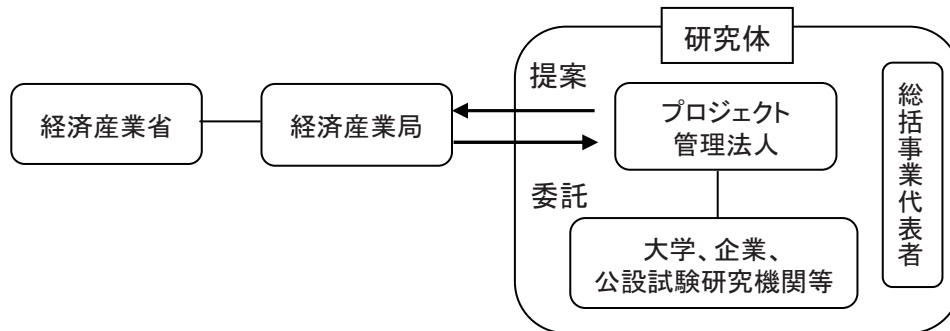 研究体
提案
経済産業省
経済産業局
プロジェクト
管理法人
委託
大学、企業、
公設試験研究機関等
総括事業代表者